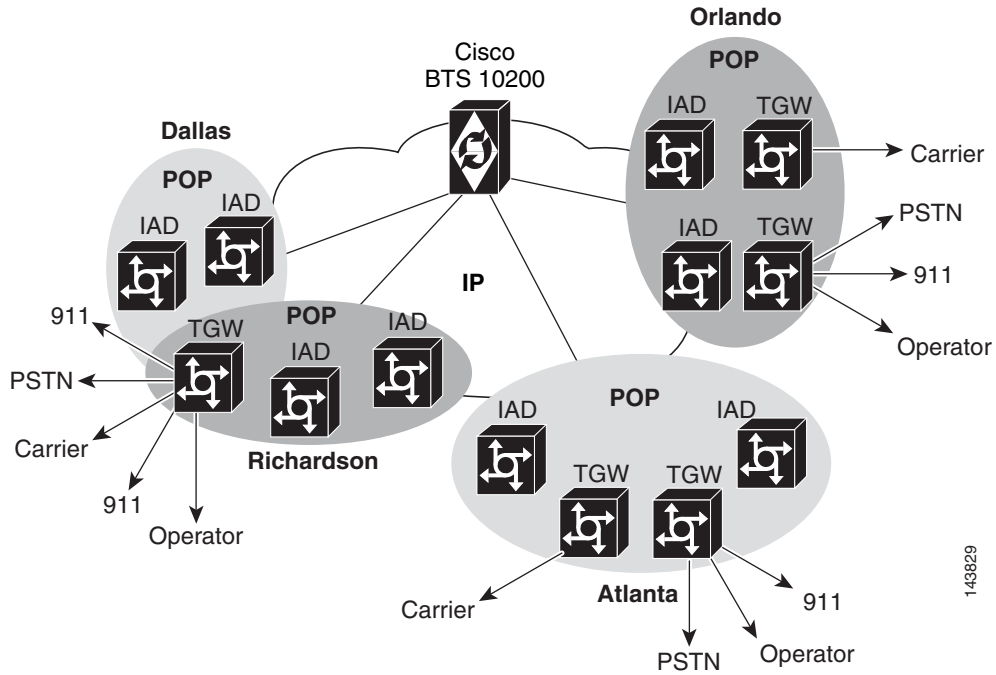 Orlando
POP
IAD
TGW
Carrier
IAD
TGW
PSTN
911
Operator
Cisco
BTS 10200
IP
Dallas
POP
IAD
IAD
POP
TGW
IAD
IAD
911
PSTN
Carrier
911
Operator
Richardson
POP
IAD
IAD
TGW
TGW
Carrier
Atlanta
911
Operator
PSTN
143829